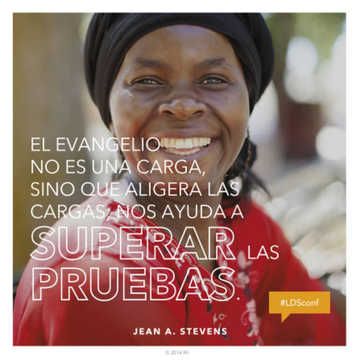 EL EVANGELIO
NO ES UNA CARGA,
SINO QUE ALIGERA LAS
CARGAS; NOS AYUDA A
SUPERAR LAS
PRUEBAS.
#LDSconf
JEAN A. STEVENS